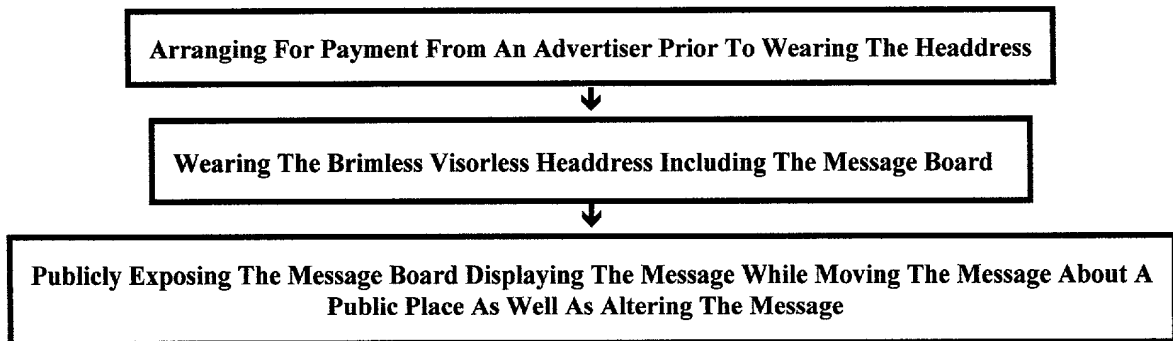 Arranging For Payment From An Advertiser Prior To Wearing The Headdress
Wearing The Brimless Visorless Headdress Including The Message Board
Publicly Exposing The Message Board Displaying The Message While Moving The Message About A
Public Place As Well As Altering The Message